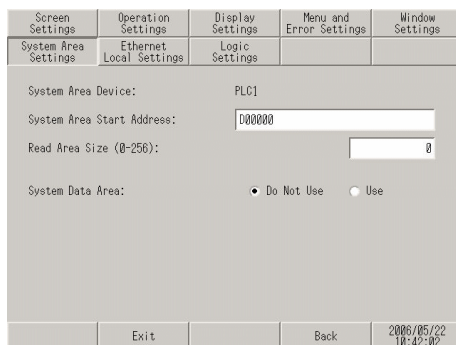 Screen Settings
Operation Settings
Display Settings
Menu and Error Settings
Window Settings
System Area Settings
Ethernet Local Settings
Logic Settings
System Area Device: PLC1
System Area Start Address: D00000
Read Area Size (0-256): 0
System Data Area: Do Not Use Use
Exit Back 2006/05/22
10:42:02